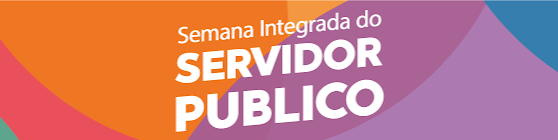 Semana Integrada do
SERVIDOR
PUBLICO